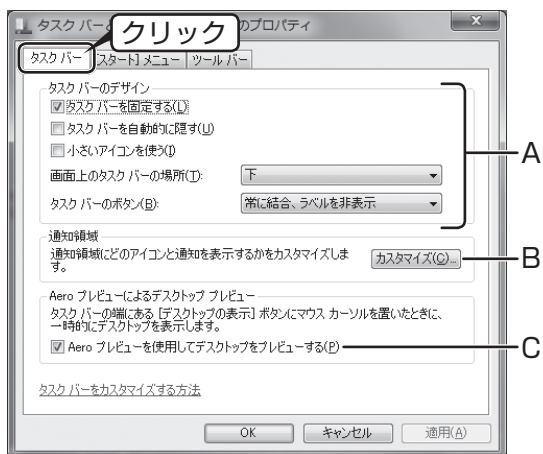 タスク バーと
のプロパティ
クリック
タスク バー
[スタート] メニュー
ツール バー
タスク バーのデザイン
タスク バーを固定する(L)
タスク バーを自動的に隠す(U)
小さいアイコンを使う(I)
画面上のタスク バーの場所(T):
下
タスク バーのボタン(B):
常に結合、ラベルを非表示
A
通知領域
通知領域にどのアイコンと通知を表示するかをカスタマイズしま
す。
カスタマイズ(C)...
B
Aero プレビューによるデスクトップ プレビュー
タスク バーの端にある [デスクトップの表示] ボタンにマウス カーソルを置いたときに、
一時的にデスクトップを表示します。
Aero プレビューを使用してデスクトップをプレビューする(P)
C
タスク バーをカスタマイズする方法
OK
キャンセル
適用(A)